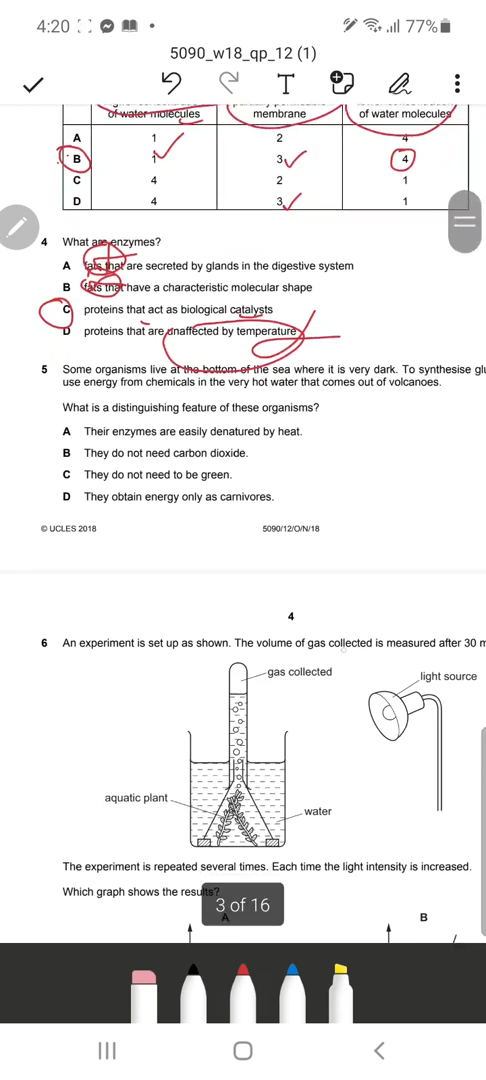 4:20 77%
5090_w18_qp_12 (1)
T
of water molecules membrane of water molecules
A 1 2 4
B 1 3 4
C 4 2 1
D 4 3 1
4 What are enzymes?
A fats that are secreted by glands in the digestive system
B fats that have a characteristic molecular shape
C proteins that act as biological catalysts
D proteins that are unaffected by temperature
5 Some organisms live at the bottom of the sea where it is very dark. To synthesise
use energy from chemicals in the very hot water that comes out of volcanoes.
What is a distinguishing feature of these organisms?
A Their enzymes are easily denatured by heat.
B They do not need carbon dioxide.
C They do not need to be green.
D They obtain energy only as carnivores.
© UCLES 2018 5090/12/O/N/18
4
6 An experiment is set up as shown. The volume of gas collected is measured after 30
gas collected
light source
aquatic plant
water
The experiment is repeated several times. Each time the light intensity is increased.
Which graph shows the results?
3 of 16
A B